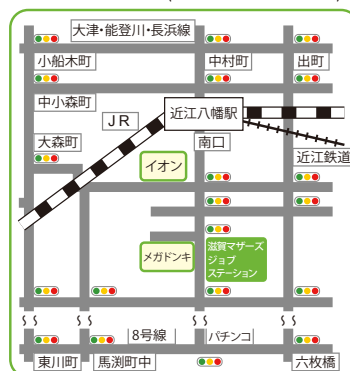 大津・能登川・長浜線
小船木町
中村町
出町
中小森町
近江八幡駅
JR
大森町
南口
近江鉄道
イオン
メガドンキ
滋賀マザーズ
ジョブ
ステーション
8号線
パチンコ
東川町
馬渕町中
六枚橋